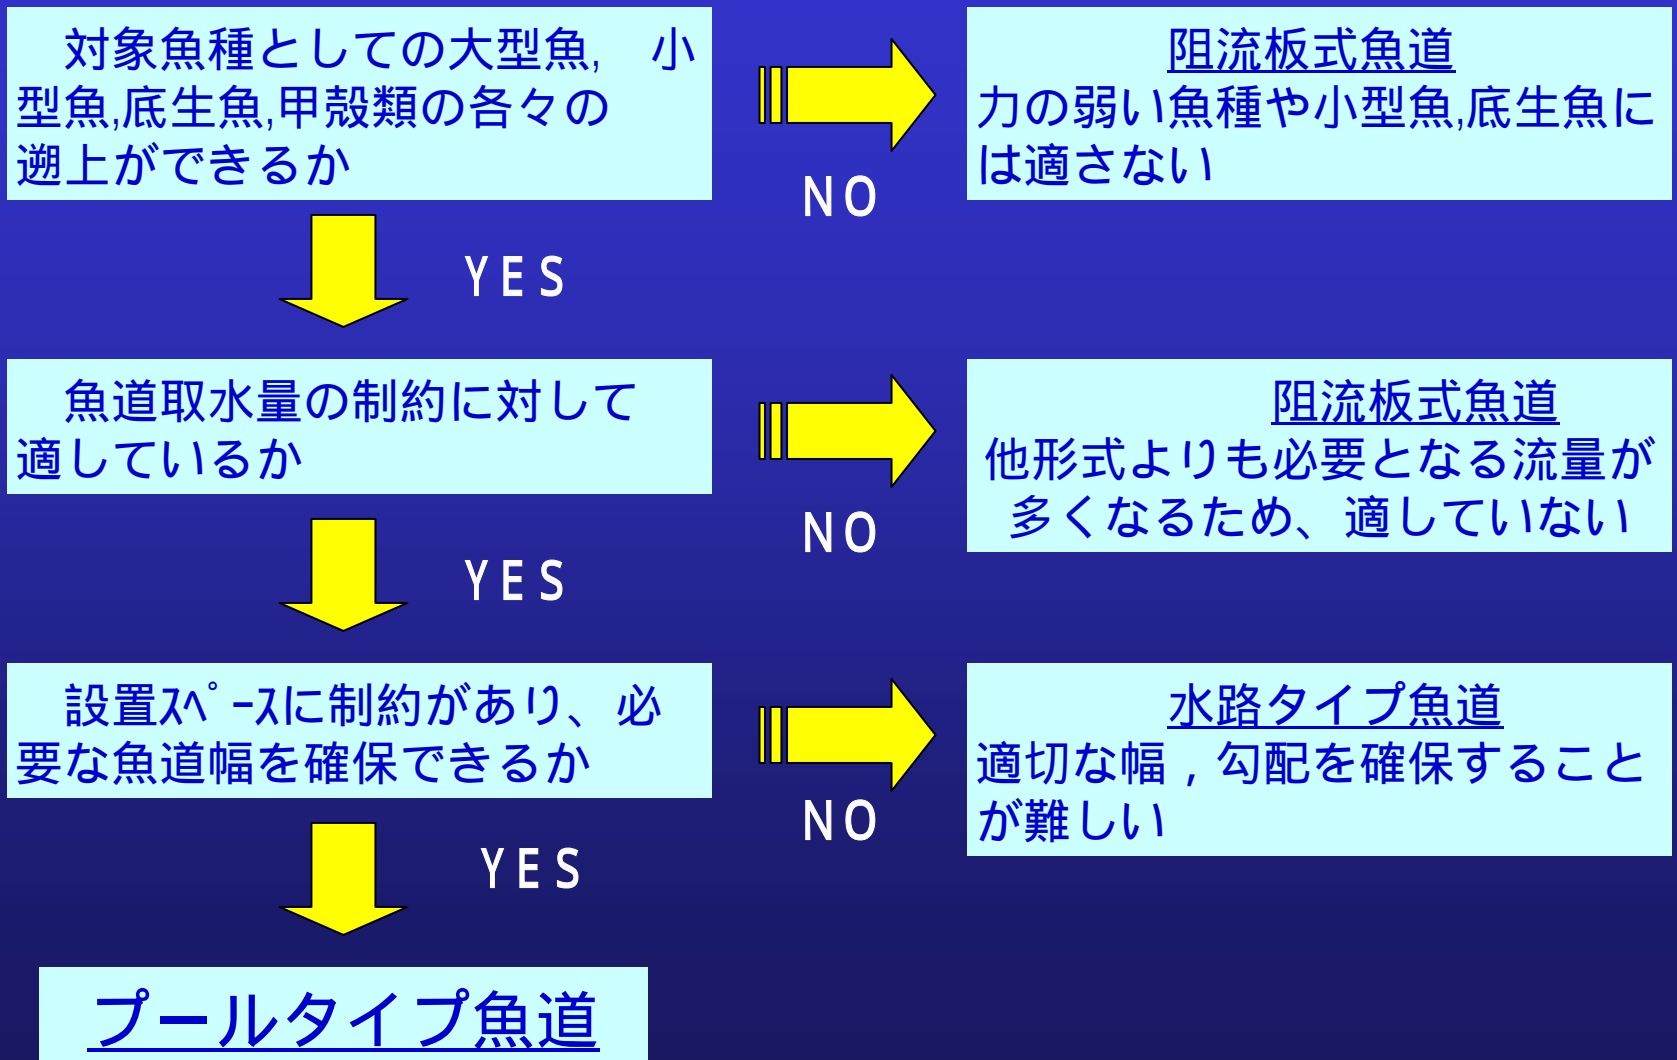 対象魚種としての大型魚,　小
型魚,底生魚,甲殻類の各々の
遡上ができるか
NO
阻流板式魚道
力の弱い魚種や小型魚,底生魚に
は適さない
YES
魚道取水量の制約に対して
適しているか
NO
阻流板式魚道
他形式よりも必要となる流量が
多くなるため、適していない
YES
設置ｽﾍﾟｰｽに制約があり、必
要な魚道幅を確保できるか
NO
水路タイプ魚道
適切な幅，勾配を確保すること
が難しい
YES
プールタイプ魚道